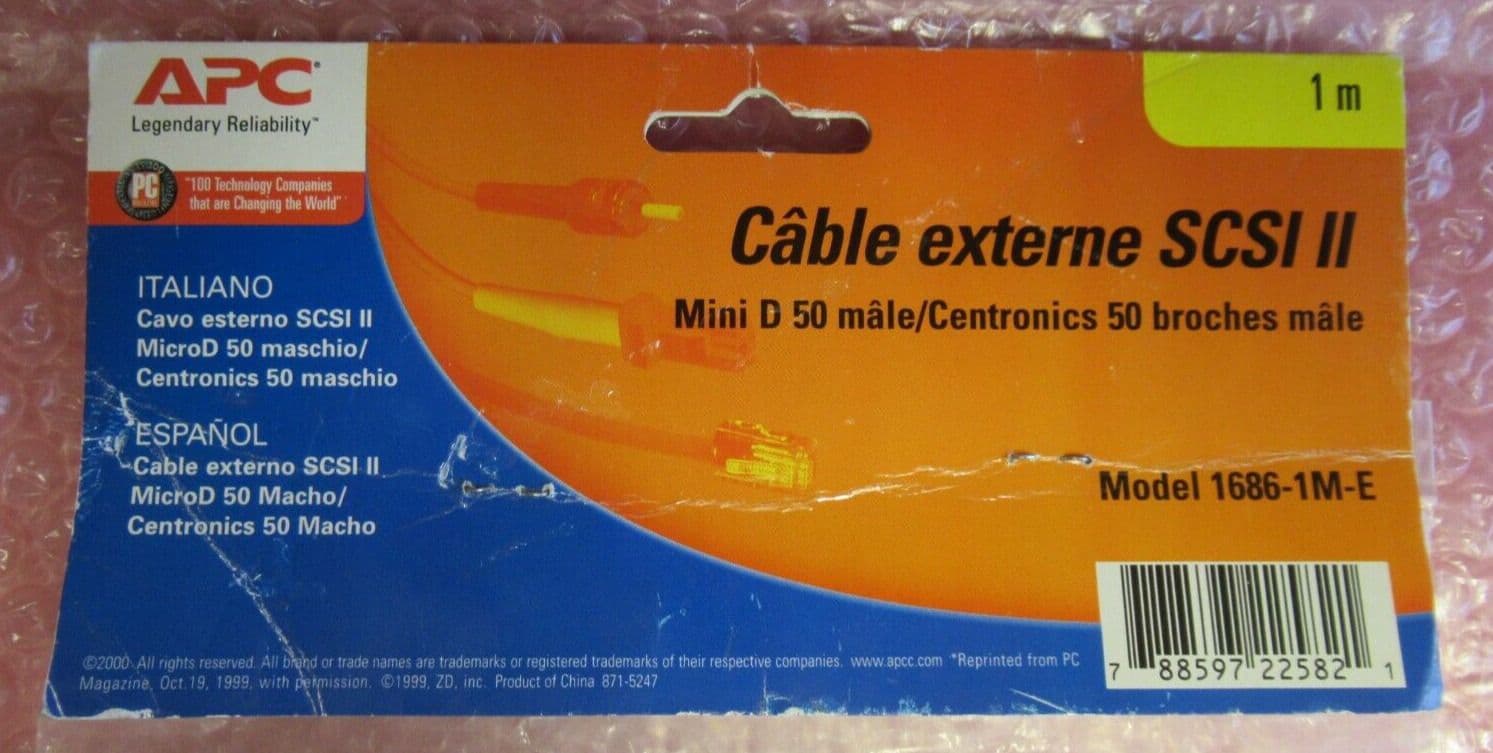 APC
Legendary Reliability™
PC
"100 Technology Companies
that are Changing the World"*
1 m
Câble externe SCSI II
Mini D 50 mâle/Centronics 50 broches mâle
ITALIANO
Cavo esterno SCSI II
MicroD 50 maschio/
Centronics 50 maschio
ESPAÑOL
Cable externo SCSI II
MicroD 50 Macho/
Centronics 50 Macho
Model 1686-1M-E
©2000 All rights reserved. All brand or trade names are trademarks or registered trademarks of their respective companies. www.apcc.com *Reprinted from PC
Magazine, Oct.19, 1999, with permission. ©1999, ZD, inc. Product of China 871-5247
7 88597 22582 1